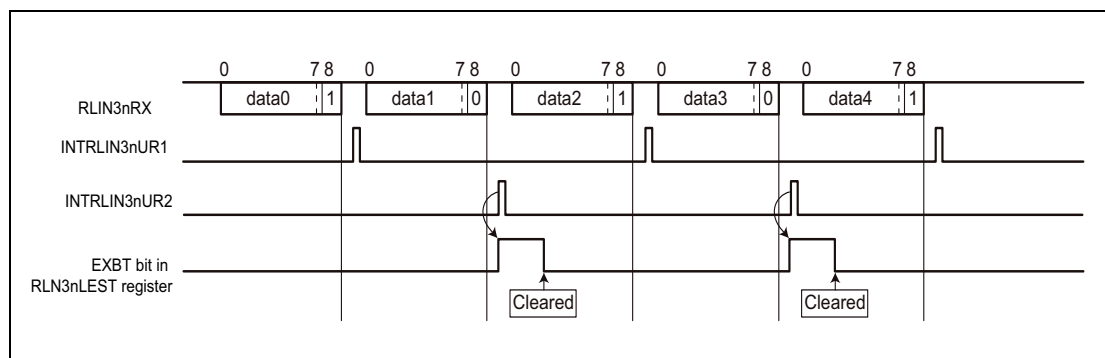 0 7 8 0 7 8 0 7 8 0 7 8 0 7 8
RLIN3nRX data0 1 data1 0 data2 1 data3 0 data4 1
INTRLIN3nUR1
INTRLIN3nUR2
EXBT bit in
RLN3nLEST register
Cleared Cleared